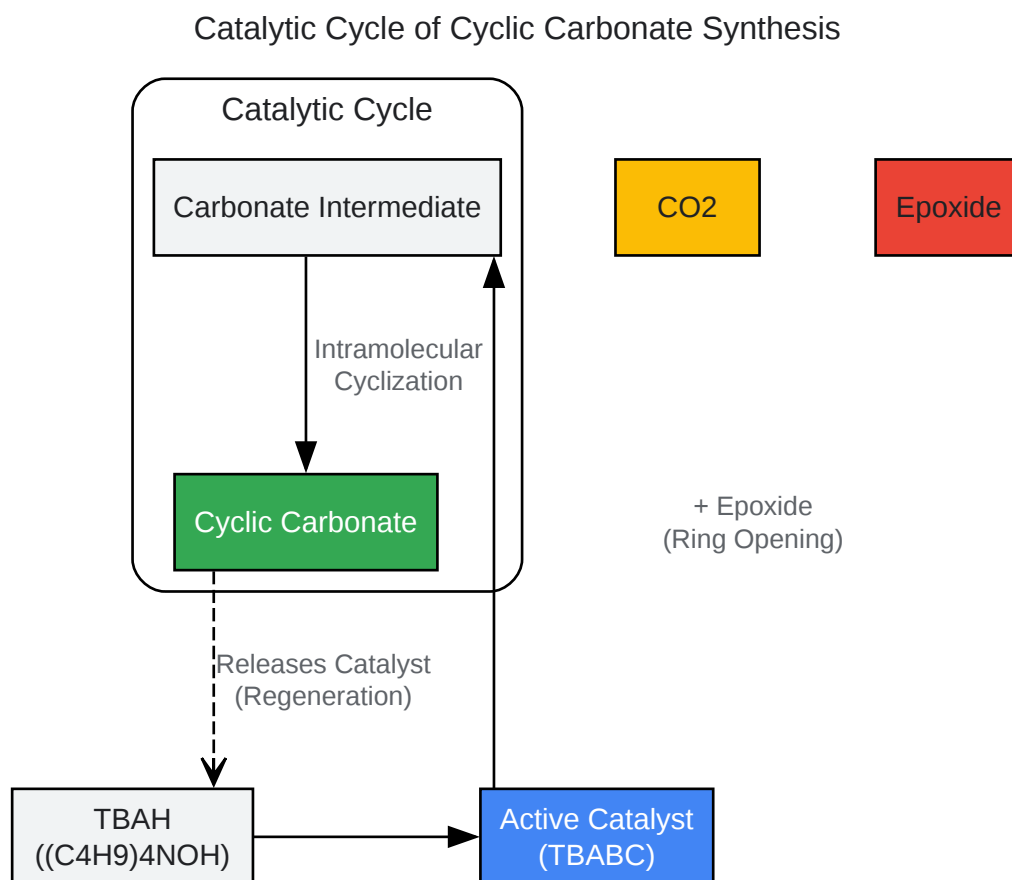 Catalytic Cycle of Cyclic Carbonate Synthesis
Catalytic Cycle
Carbonate Intermediate
CO2
Epoxide
Intramolecular
Cyclization
Cyclic Carbonate
+ Epoxide
(Ring Opening)
Releases Catalyst
(Regeneration)
TBAH
((C4H9)4NOH)
Active Catalyst
(TBABC)